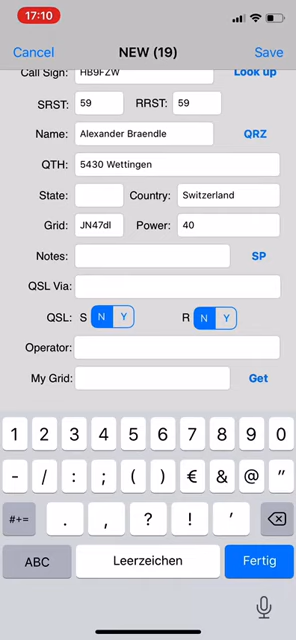 17:10
Cancel NEW (19) Save
Call Sign: HB9FZW Look up
SRST: 59 RRST: 59
Name: Alexander Braendle QRZ
QTH: 5430 Wettingen
State: Country: Switzerland
Grid: JN47dl Power: 40
Notes: SP
QSL Via:
QSL: S N Y R N Y
Operator:
My Grid: Get
1 2 3 4 5 6 7 8 9 0
- / : ; ( ) € & @ "
#+= . , ? ! '
ABC Leerzeichen Fertig